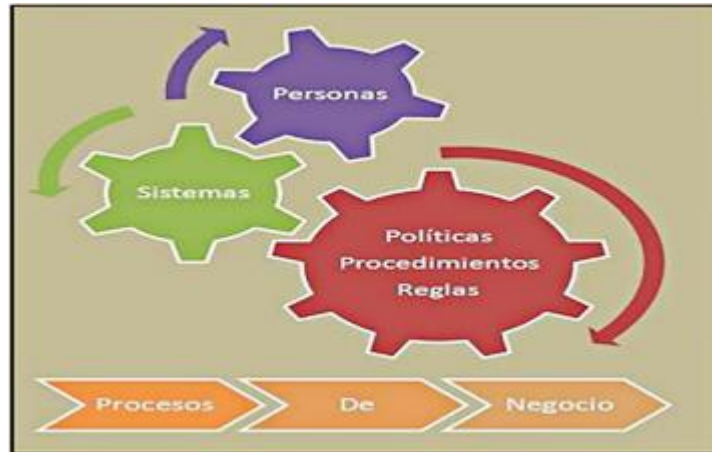 Personas
Sistemas
Políticas
Procedimientos
Reglas
Procesos
De
Negocio